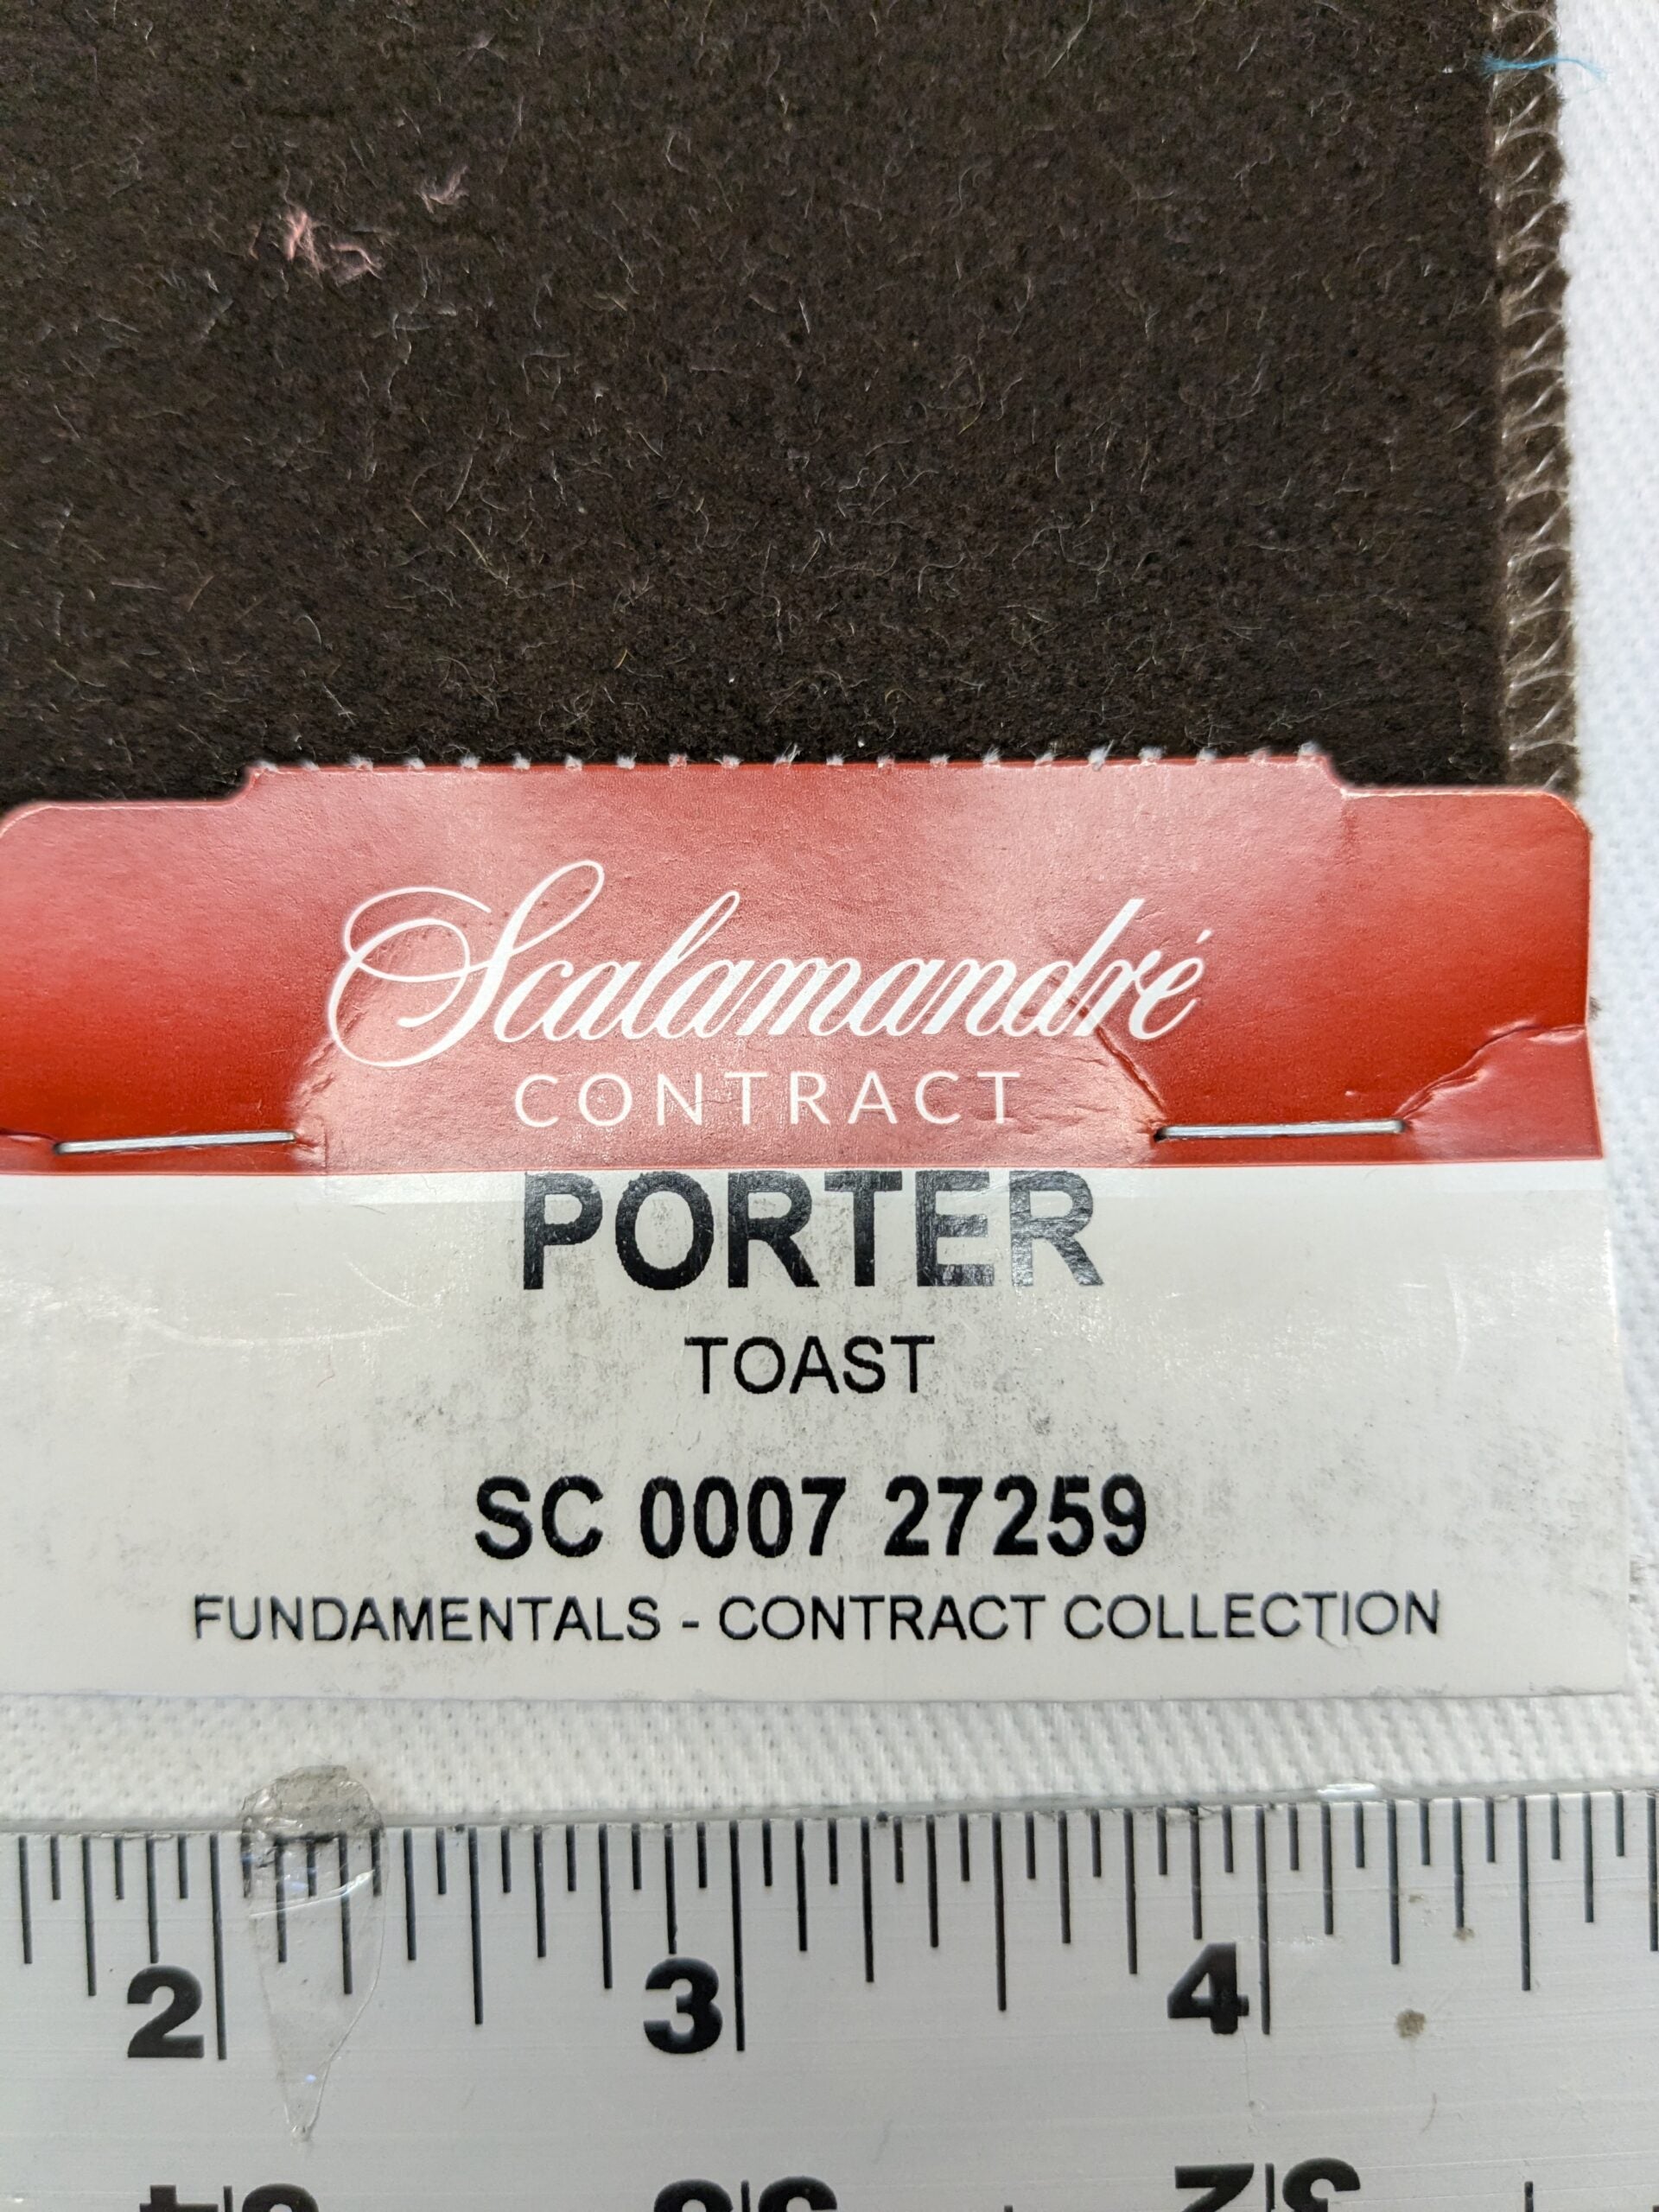 Scalamandré
CONTRACT
PORTER
TOAST
SC 0007 27259
FUNDAMENTALS - CONTRACT COLLECTION
2 3 4